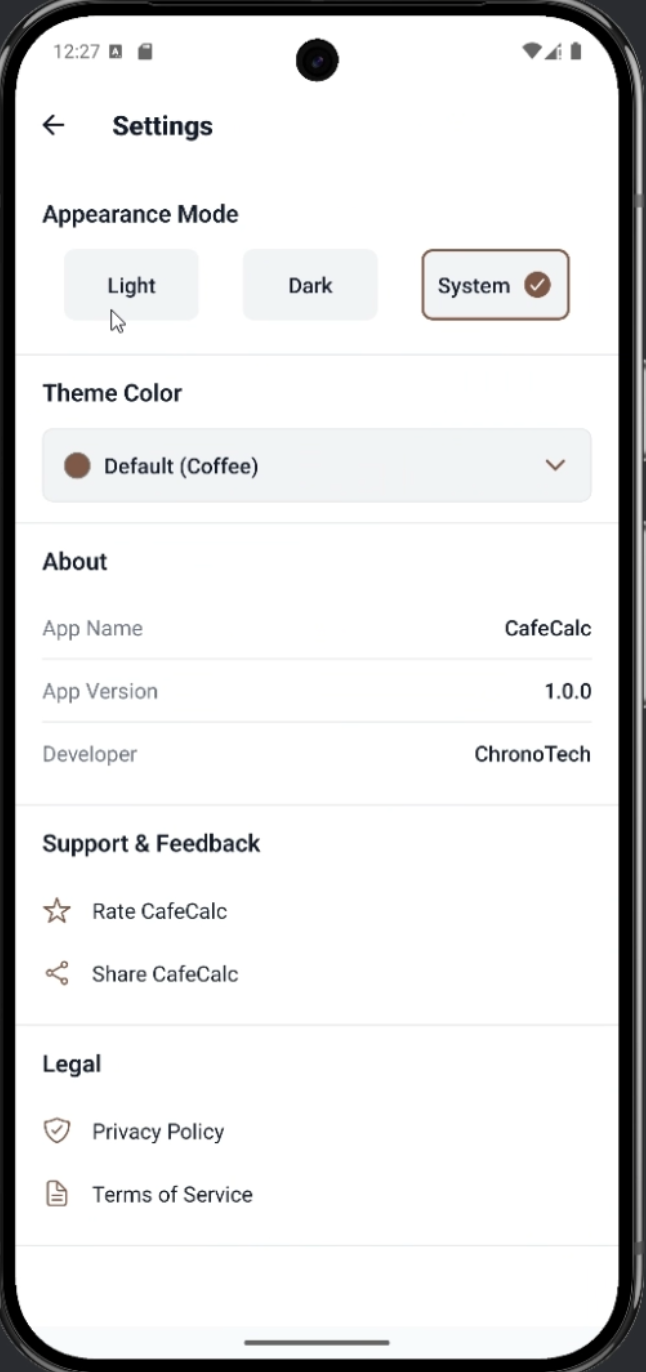 12:27 A
Settings
Appearance Mode
Light Dark System
Theme Color
Default (Coffee)
About
App Name CafeCalc
App Version 1.0.0
Developer ChronoTech
Support & Feedback
Rate CafeCalc
Share CafeCalc
Legal
Privacy Policy
Terms of Service